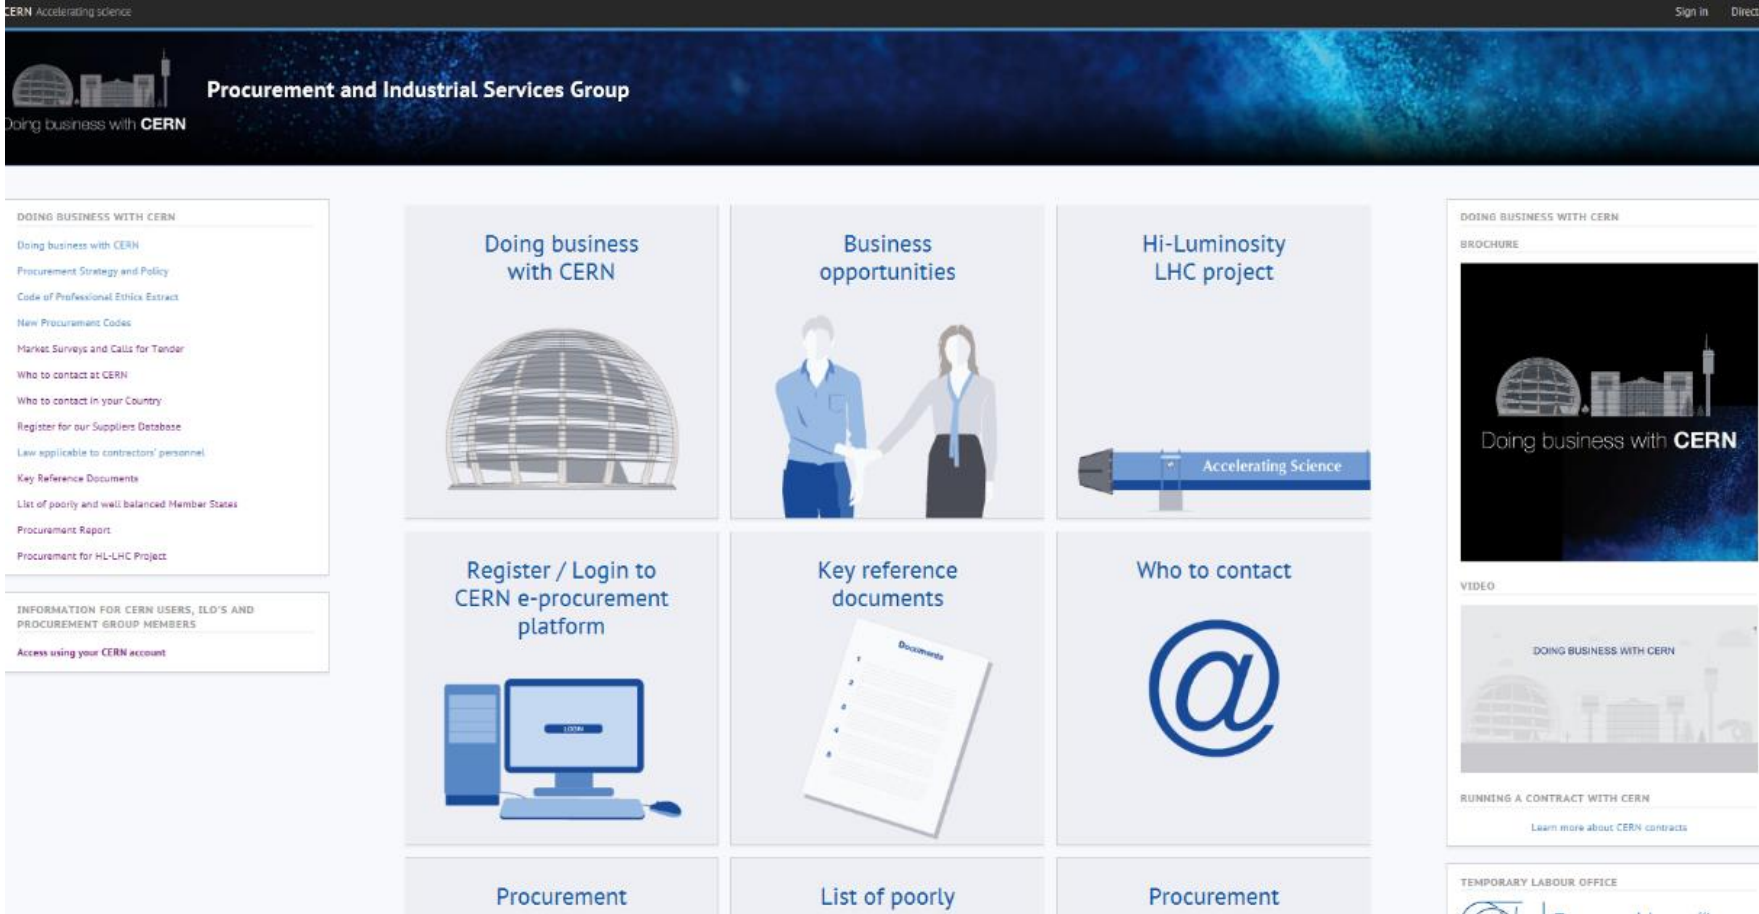 CERN Accelerating science
Sign in Direct
Procurement and Industrial Services Group
Doing business with CERN
DOING BUSINESS WITH CERN
Doing business with CERN
Procurement Strategy and Policy
Code of Professional Ethics Extract
New Procurement Codes
Market Surveys and Calls for Tender
Who to contact at CERN
Who to contact in your Country
Register for our Suppliers Database
Law applicable to contractors' personnel
Key Reference Documents
List of poorly and well balanced Member States
Procurement Report
Procurement for HL-LHC Project
INFORMATION FOR CERN USERS, ILO'S AND
PROCUREMENT GROUP MEMBERS
Access using your CERN account
Doing business
with CERN
Business
opportunities
Hi-Luminosity
LHC project
Accelerating Science
Register / Login to
CERN e-procurement
platform
LOGIN
Key reference
documents
Documents
1
2
3
4
5
Who to contact
@
Procurement
List of poorly
Procurement
DOING BUSINESS WITH CERN
BROCHURE
Doing business with CERN
VIDEO
DOING BUSINESS WITH CERN
RUNNING A CONTRACT WITH CERN
Learn more about CERN contracts
TEMPORARY LABOUR OFFICE